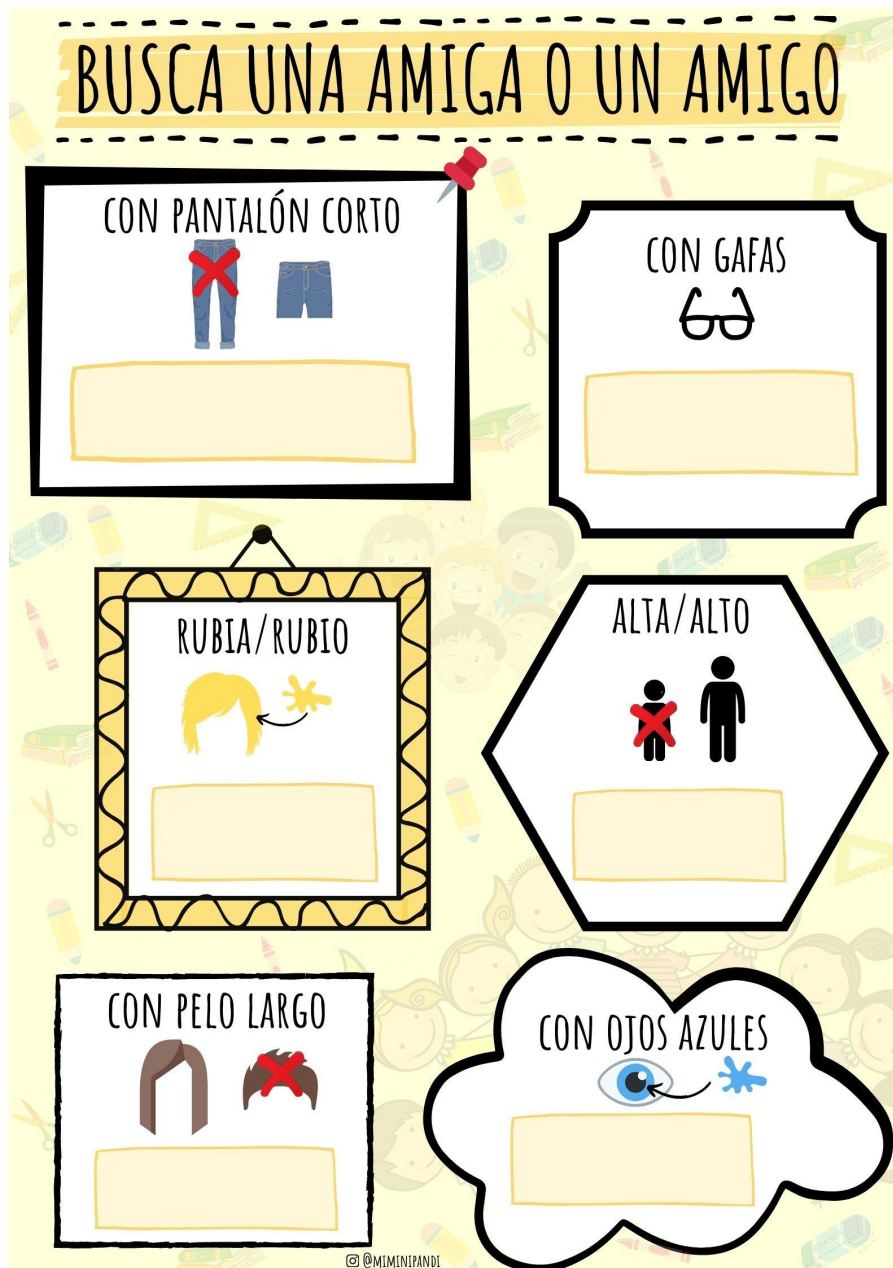 BUSCA UNA AMIGA O UN AMIGO
CON PANTALÓN CORTO
CON GAFAS
RUBIA/RUBIO
ALTA/ALTO
CON PELO LARGO
CON OJOS AZULES
@MIMINIPANDI